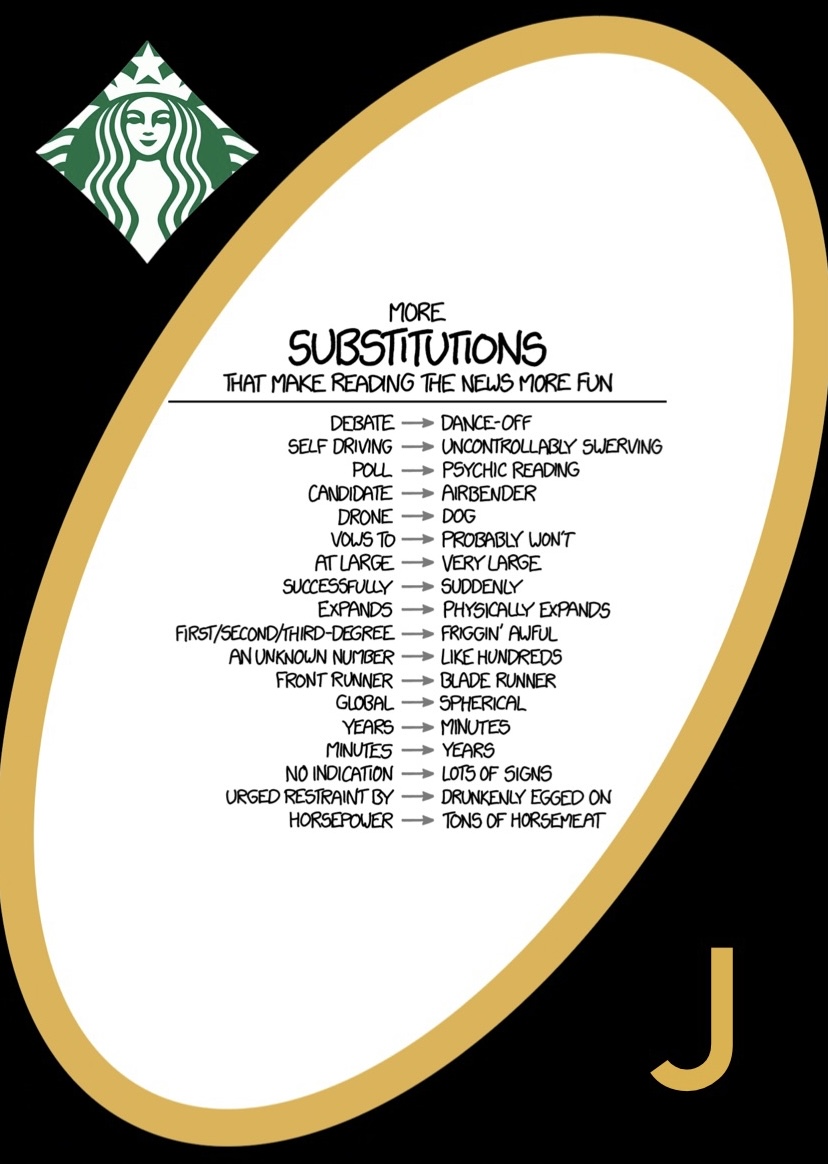 MORE
SUBSTITUTIONS
THAT MAKE READING THE NEWS MORE FUN
DEBATE → DANCE-OFF
SELF DRIVING → UNCONTROLLABLY SWERVING
POLL → PSYCHIC READING
CANDIDATE → AIRBENDER
DRONE → DOG
VOWS TO → PROBABLY WON'T
AT LARGE → VERY LARGE
SUCCESSFULLY → SUDDENLY
EXPANDS → PHYSICALLY EXPANDS
FIRST/SECOND/THIRD-DEGREE → FRIGGIN' AWFUL
AN UNKNOWN NUMBER → LIKE HUNDREDS
FRONT RUNNER → BLADE RUNNER
GLOBAL → SPHERICAL
YEARS → MINUTES
MINUTES → YEARS
NO INDICATION → LOTS OF SIGNS
URGED RESTRAINT BY → DRUNKENLY EGGED ON
HORSEPOWER → TONS OF HORSEMEAT
J